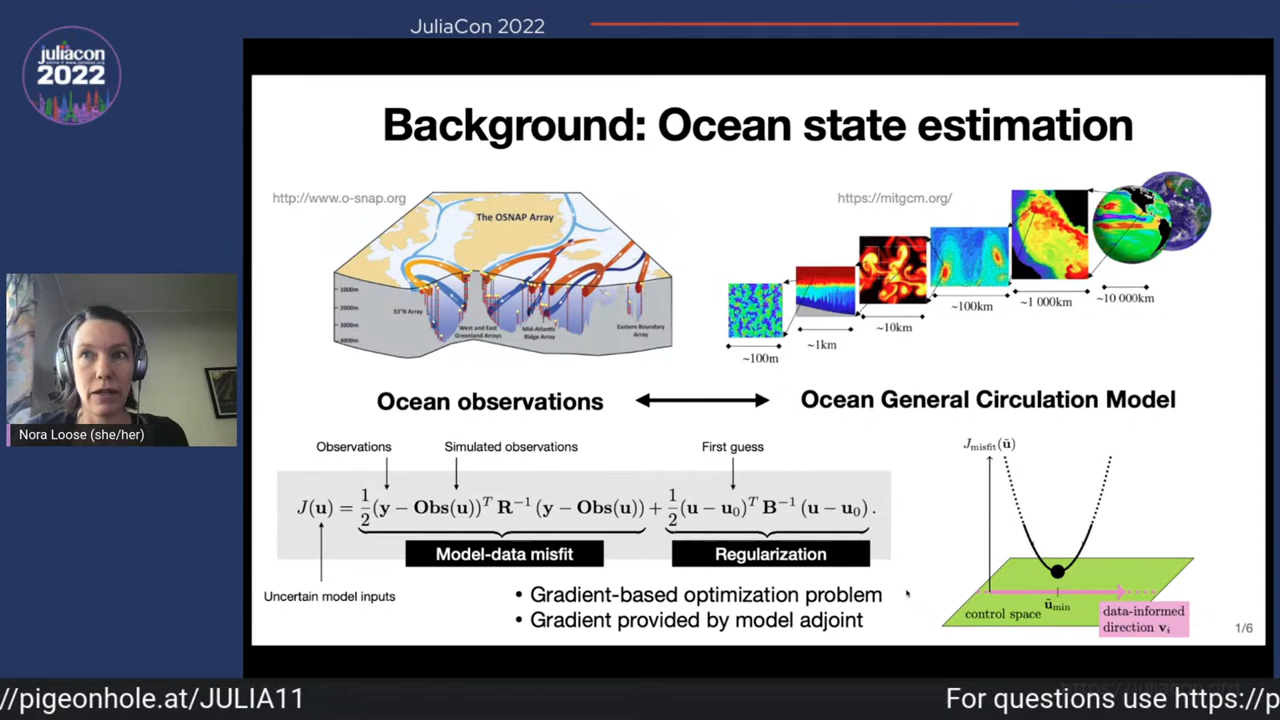 JuliaCon 2022
juliacon
2022
Background: Ocean state estimation
http://www.o-snap.org
https://mitgcm.org/
The OSNAP Array
1000m
2000m
3000m
4000m
53°N Array
West and East
Greenland Arrays
Mid-Atlantic
Ridge Array
Eastern Boundary
Array
~100m
~1km
~10km
~100km
~1 000km
~10 000km
Ocean observations
Ocean General Circulation Model
Observations
Simulated observations
First guess
J(u) = 1/2 (y − Obs(u))^T R^−1 (y − Obs(u)) + 1/2 (u − u₀)^T B^−1 (u − u₀) .
Model-data misfit
Regularization
Uncertain model inputs
• Gradient-based optimization problem
• Gradient provided by model adjoint
J_misfit(ũ)
control space
ũ_min
data-informed
direction v_i
1/6
Nora Loose (she/her)
//pigeonhole.at/JULIA11
For questions use https://p